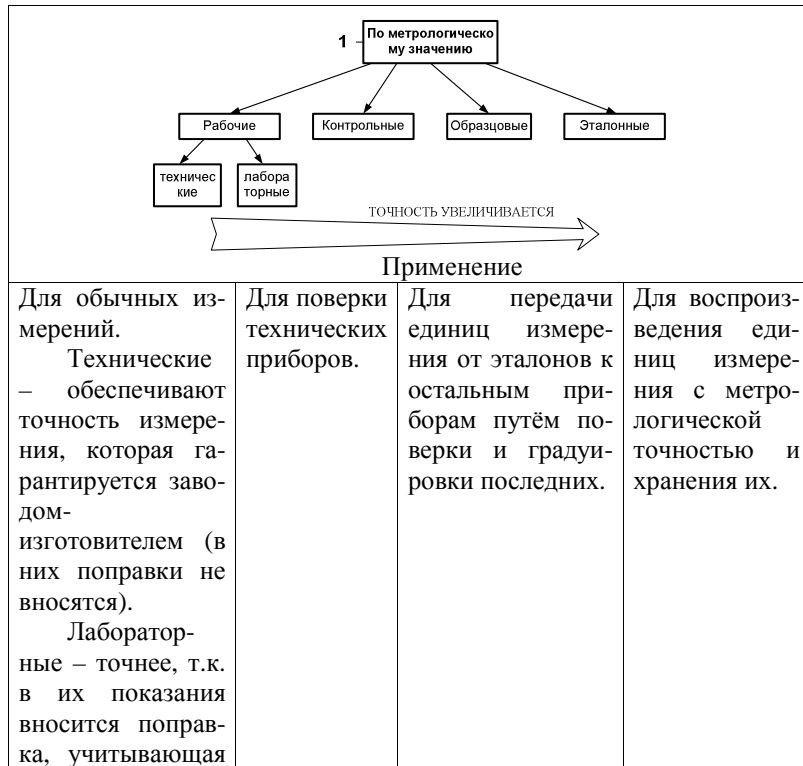 1
По метрологическо
му значению
Рабочие
Контрольные
Образцовые
Эталонные
техничес
кие
лабора
торные
ТОЧНОСТЬ УВЕЛИЧИВАЕТСЯ
Применение
Для обычных из-
мерений.
Технические
– обеспечивают
точность измере-
ния, которая га-
рантируется заво-
дом-
изготовителем (в
них поправки не
вносятся).
Лаборатор-
ные – точнее, т.к.
в их показания
вносится поправ-
ка, учитывающая
Для поверки
технических
приборов.
Для передачи
единиц измере-
ния от эталонов к
остальным при-
борам путём по-
верки и градуи-
ровки последних.
Для воспроиз-
ведения еди-
ниц измере-
ния с метро-
логической
точностью и
хранения их.